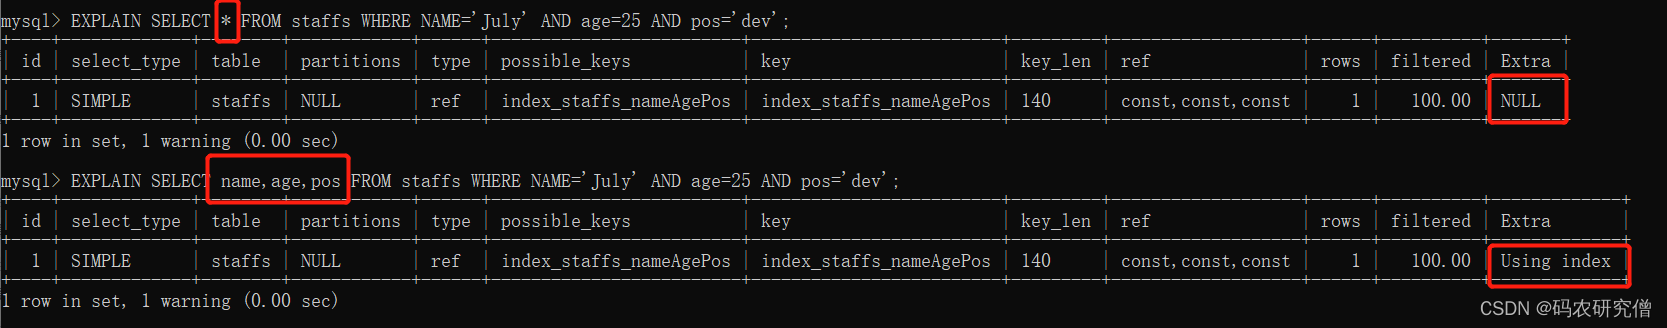 mysql> EXPLAIN SELECT * FROM staffs WHERE NAME='July' AND age=25 AND pos='dev';
+----+-------------+--------+------------+------+-----------------------+-----------------------+---------+-------------------+------+----------+-------+
| id | select_type | table | partitions | type | possible_keys | key | key_len | ref | rows | filtered | Extra |
+----+-------------+--------+------------+------+-----------------------+-----------------------+---------+-------------------+------+----------+-------+
| 1 | SIMPLE | staffs | NULL | ref | index_staffs_nameAgePos | index_staffs_nameAgePos | 140 | const,const,const | 1 | 100.00 | NULL
+----+-------------+--------+------------+------+-----------------------+-----------------------+---------+-------------------+------+----------+-------+
1 row in set, 1 warning (0.00 sec)
mysql> EXPLAIN SELECT name,age,pos FROM staffs WHERE NAME='July' AND age=25 AND pos='dev';
+----+-------------+--------+------------+------+-----------------------+-----------------------+---------+-------------------+------+----------+-------------+
| id | select_type | table | partitions | type | possible_keys | key | key_len | ref | rows | filtered | Extra |
+----+-------------+--------+------------+------+-----------------------+-----------------------+---------+-------------------+------+----------+-------------+
| 1 | SIMPLE | staffs | NULL | ref | index_staffs_nameAgePos | index_staffs_nameAgePos | 140 | const,const,const | 1 | 100.00 | Using index |
+----+-------------+--------+------------+------+-----------------------+-----------------------+---------+-------------------+------+----------+-------------+
1 row in set, 1 warning (0.00 sec)
CSDN @码农研究僧